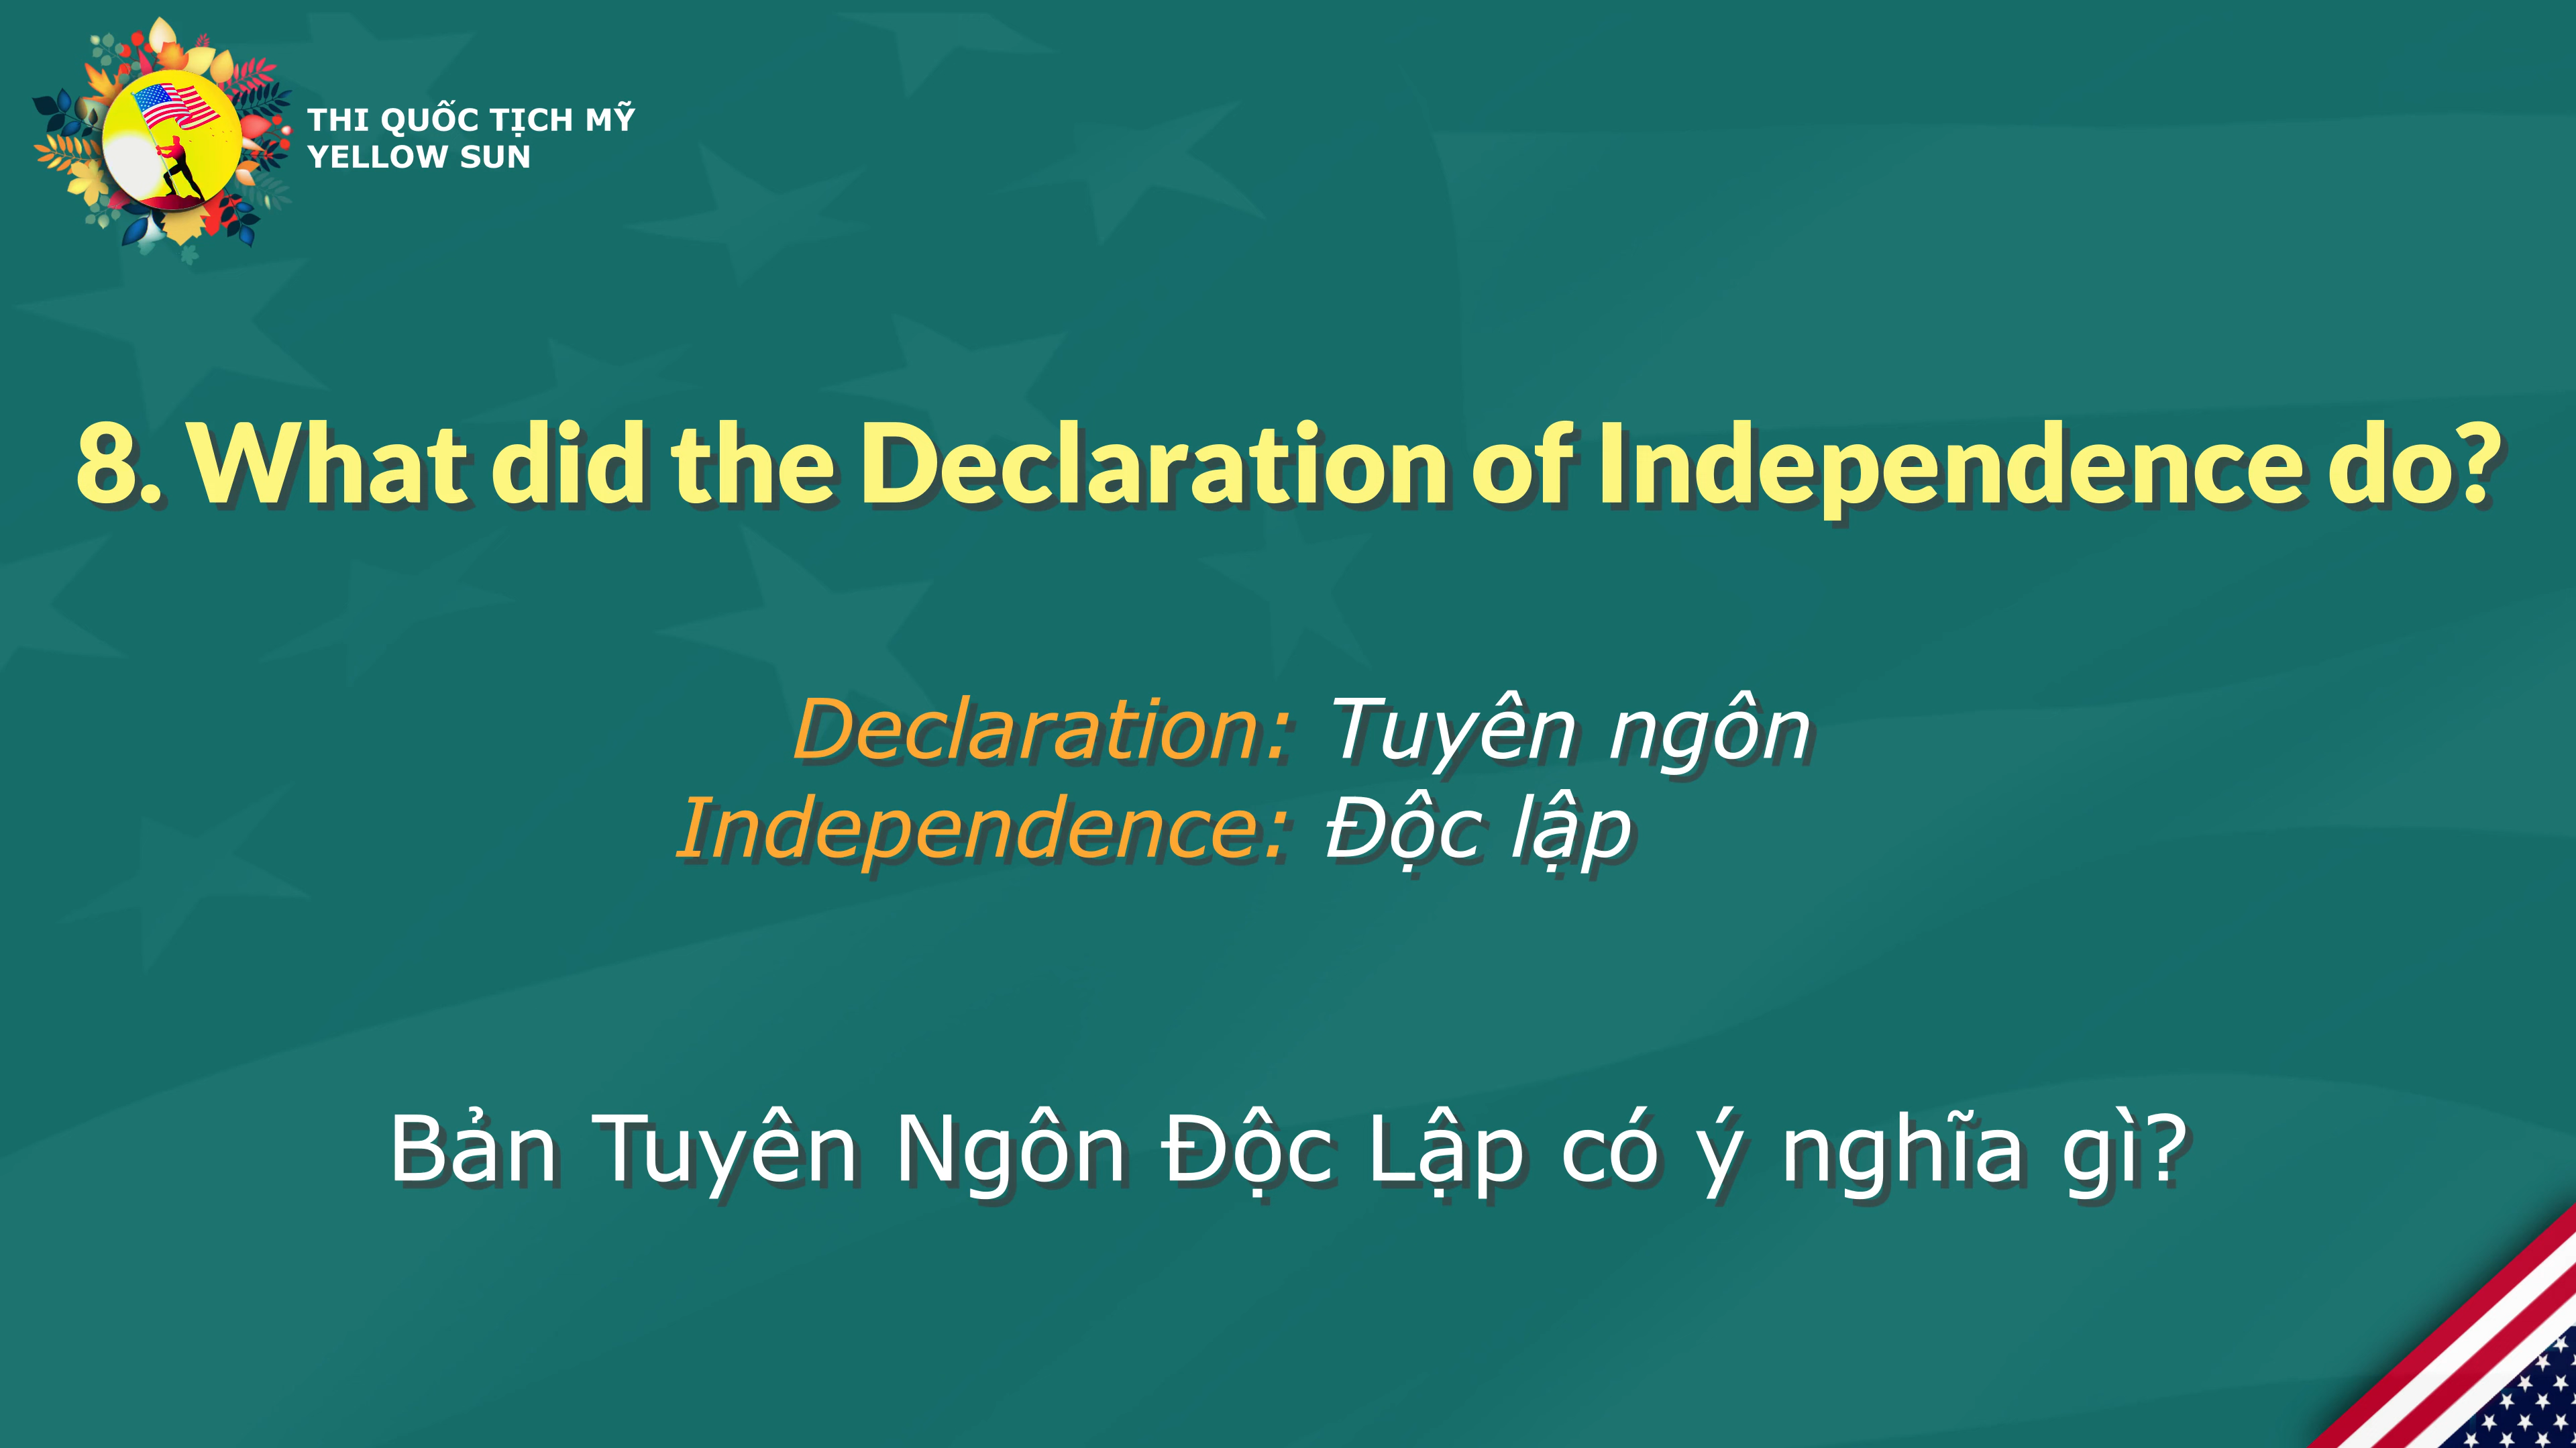 THI QUỐC TỊCH MỸ
YELLOW SUN
8. What did the Declaration of Independence do?
Declaration: Tuyên ngôn
Independence: Độc lập
Bản Tuyên Ngôn Độc Lập có ý nghĩa gì?